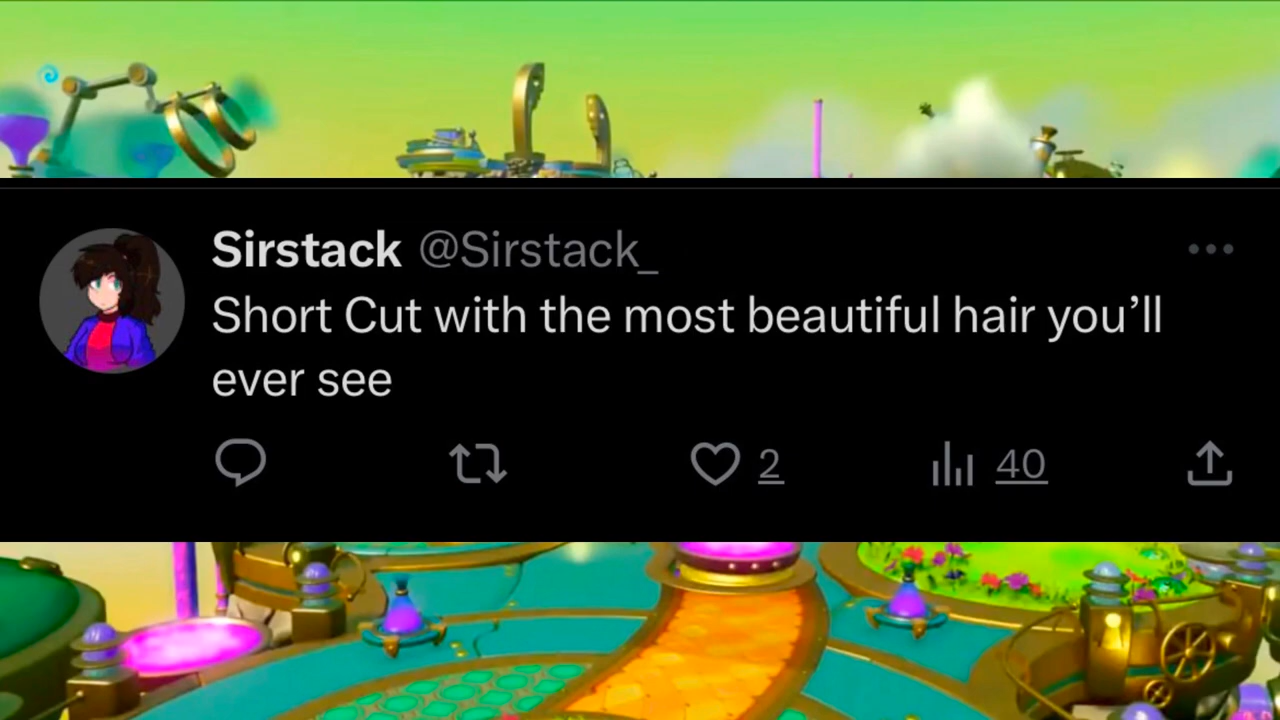 Sirstack @Sirstack_
Short Cut with the most beautiful hair you’ll
ever see
2 40